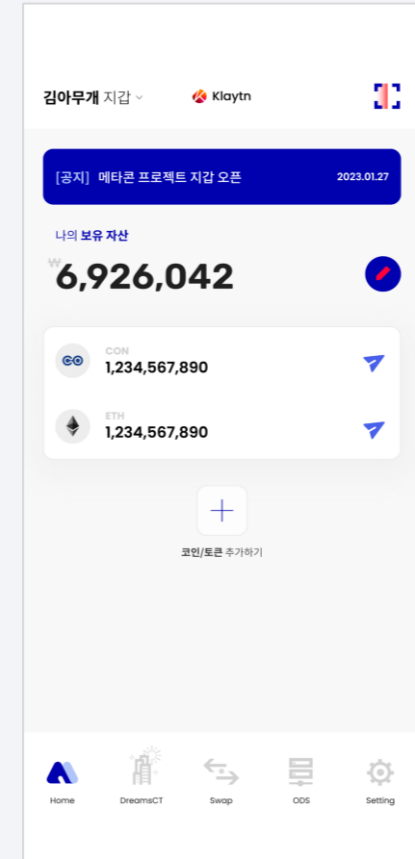 김아무개 지갑
Klaytn
[공지] 메타콘 프로젝트 지갑 오픈 2023.01.27
나의 보유 자산
₩6,926,042
CON
1,234,567,890
ETH
1,234,567,890
코인/토큰 추가하기
Home DreamsCT Swap ODS Setting